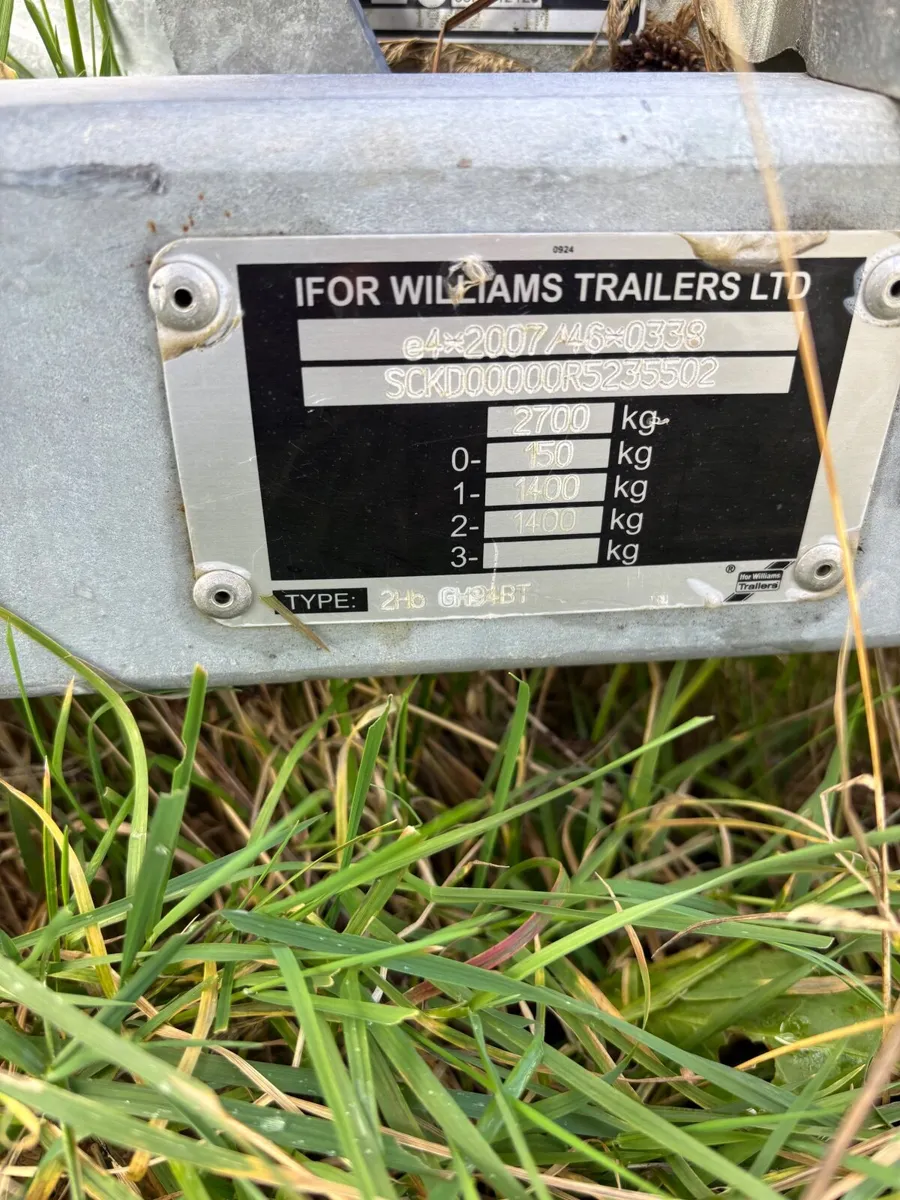 0924
IFOR WILLIAMS TRAILERS LTD
e4*2007/46*0338
SCKD00000R5235502
2700 kg
0- 150 kg
1- 1400 kg
2- 1400 kg
3- kg
TYPE: 2Hb GH94BT
® Ifor Williams
Trailers